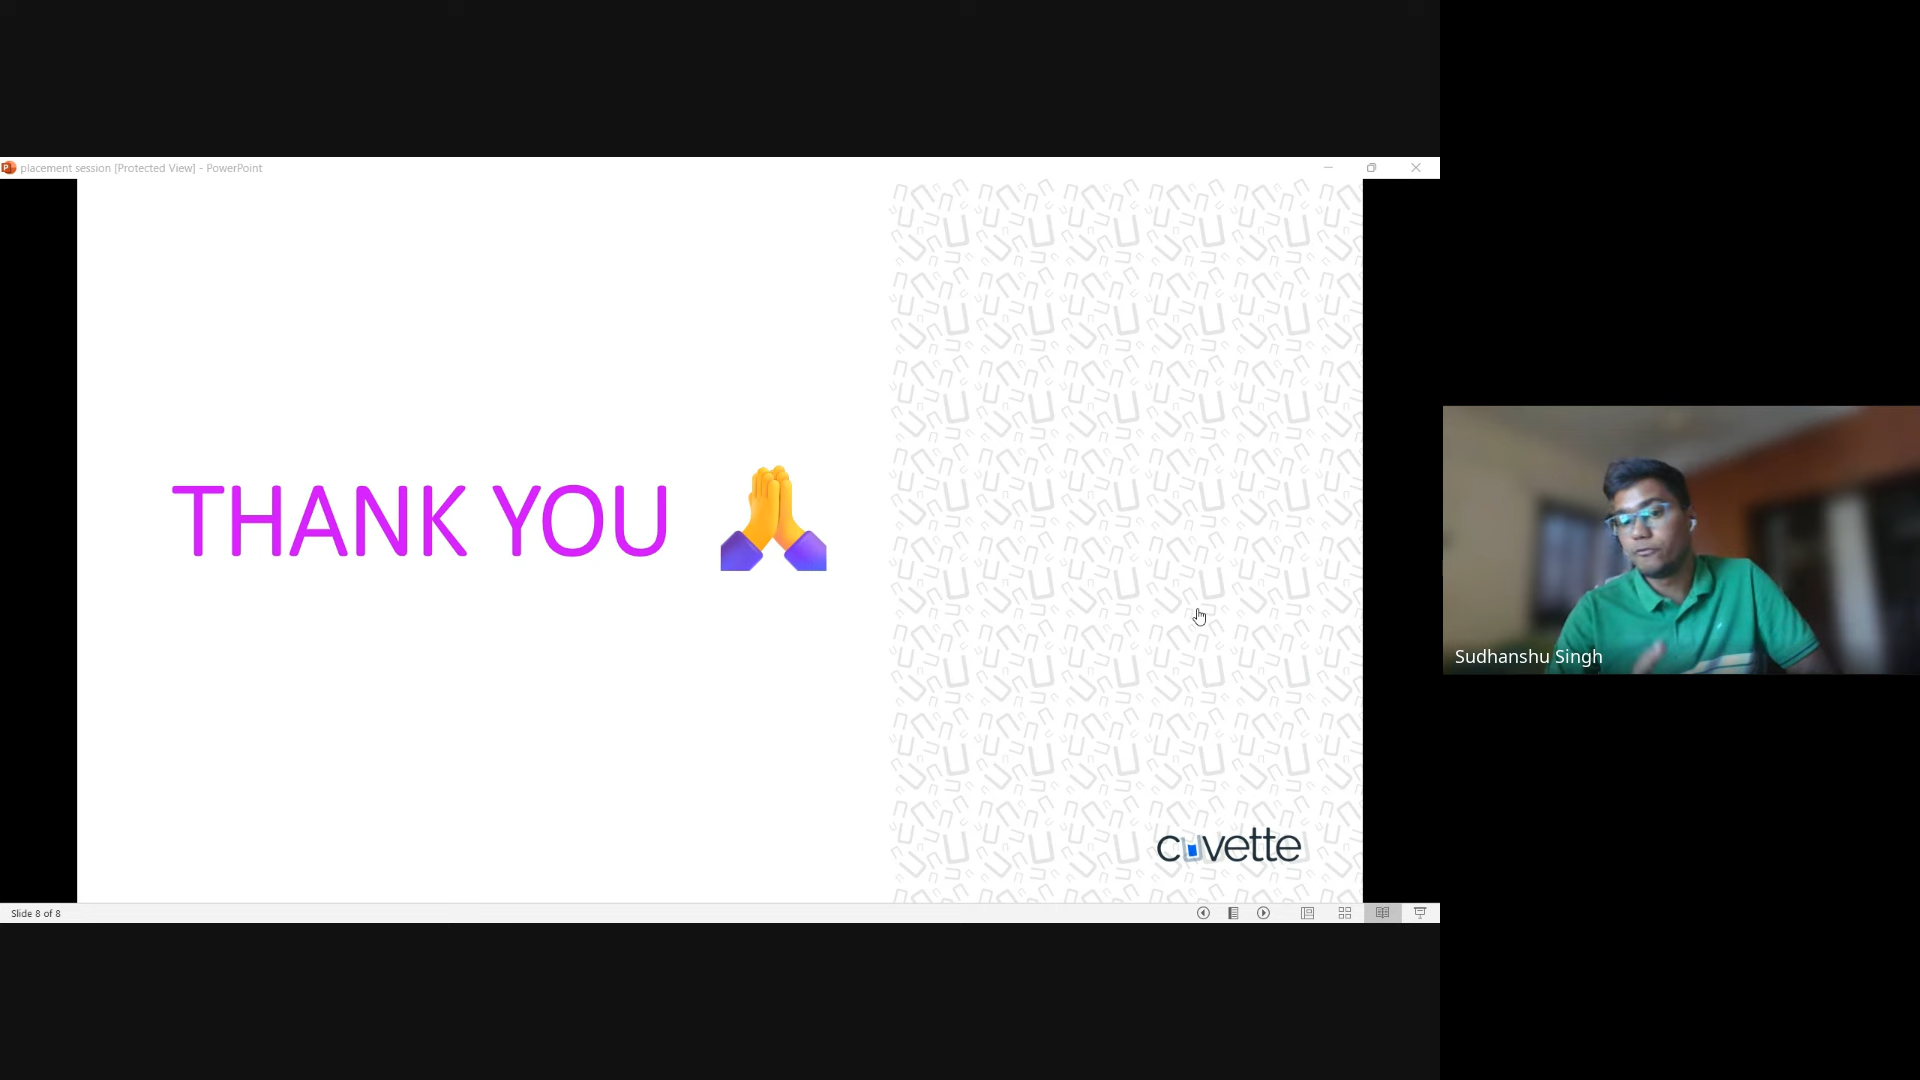 placement session [Protected View] - PowerPoint
THANK YOU
cuvette
Slide 8 of 8
Sudhanshu Singh